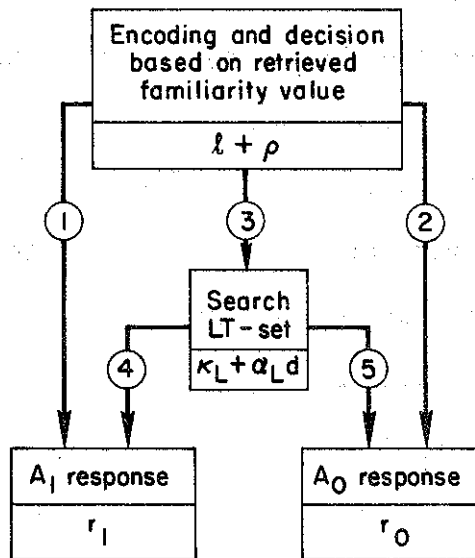 Encoding and decision
based on retrieved
familiarity value
ℓ + ρ
1
3
2
Search
LT-set
κ_L + α_L d
4
5
A_1 response
r_1
A_0 response
r_0